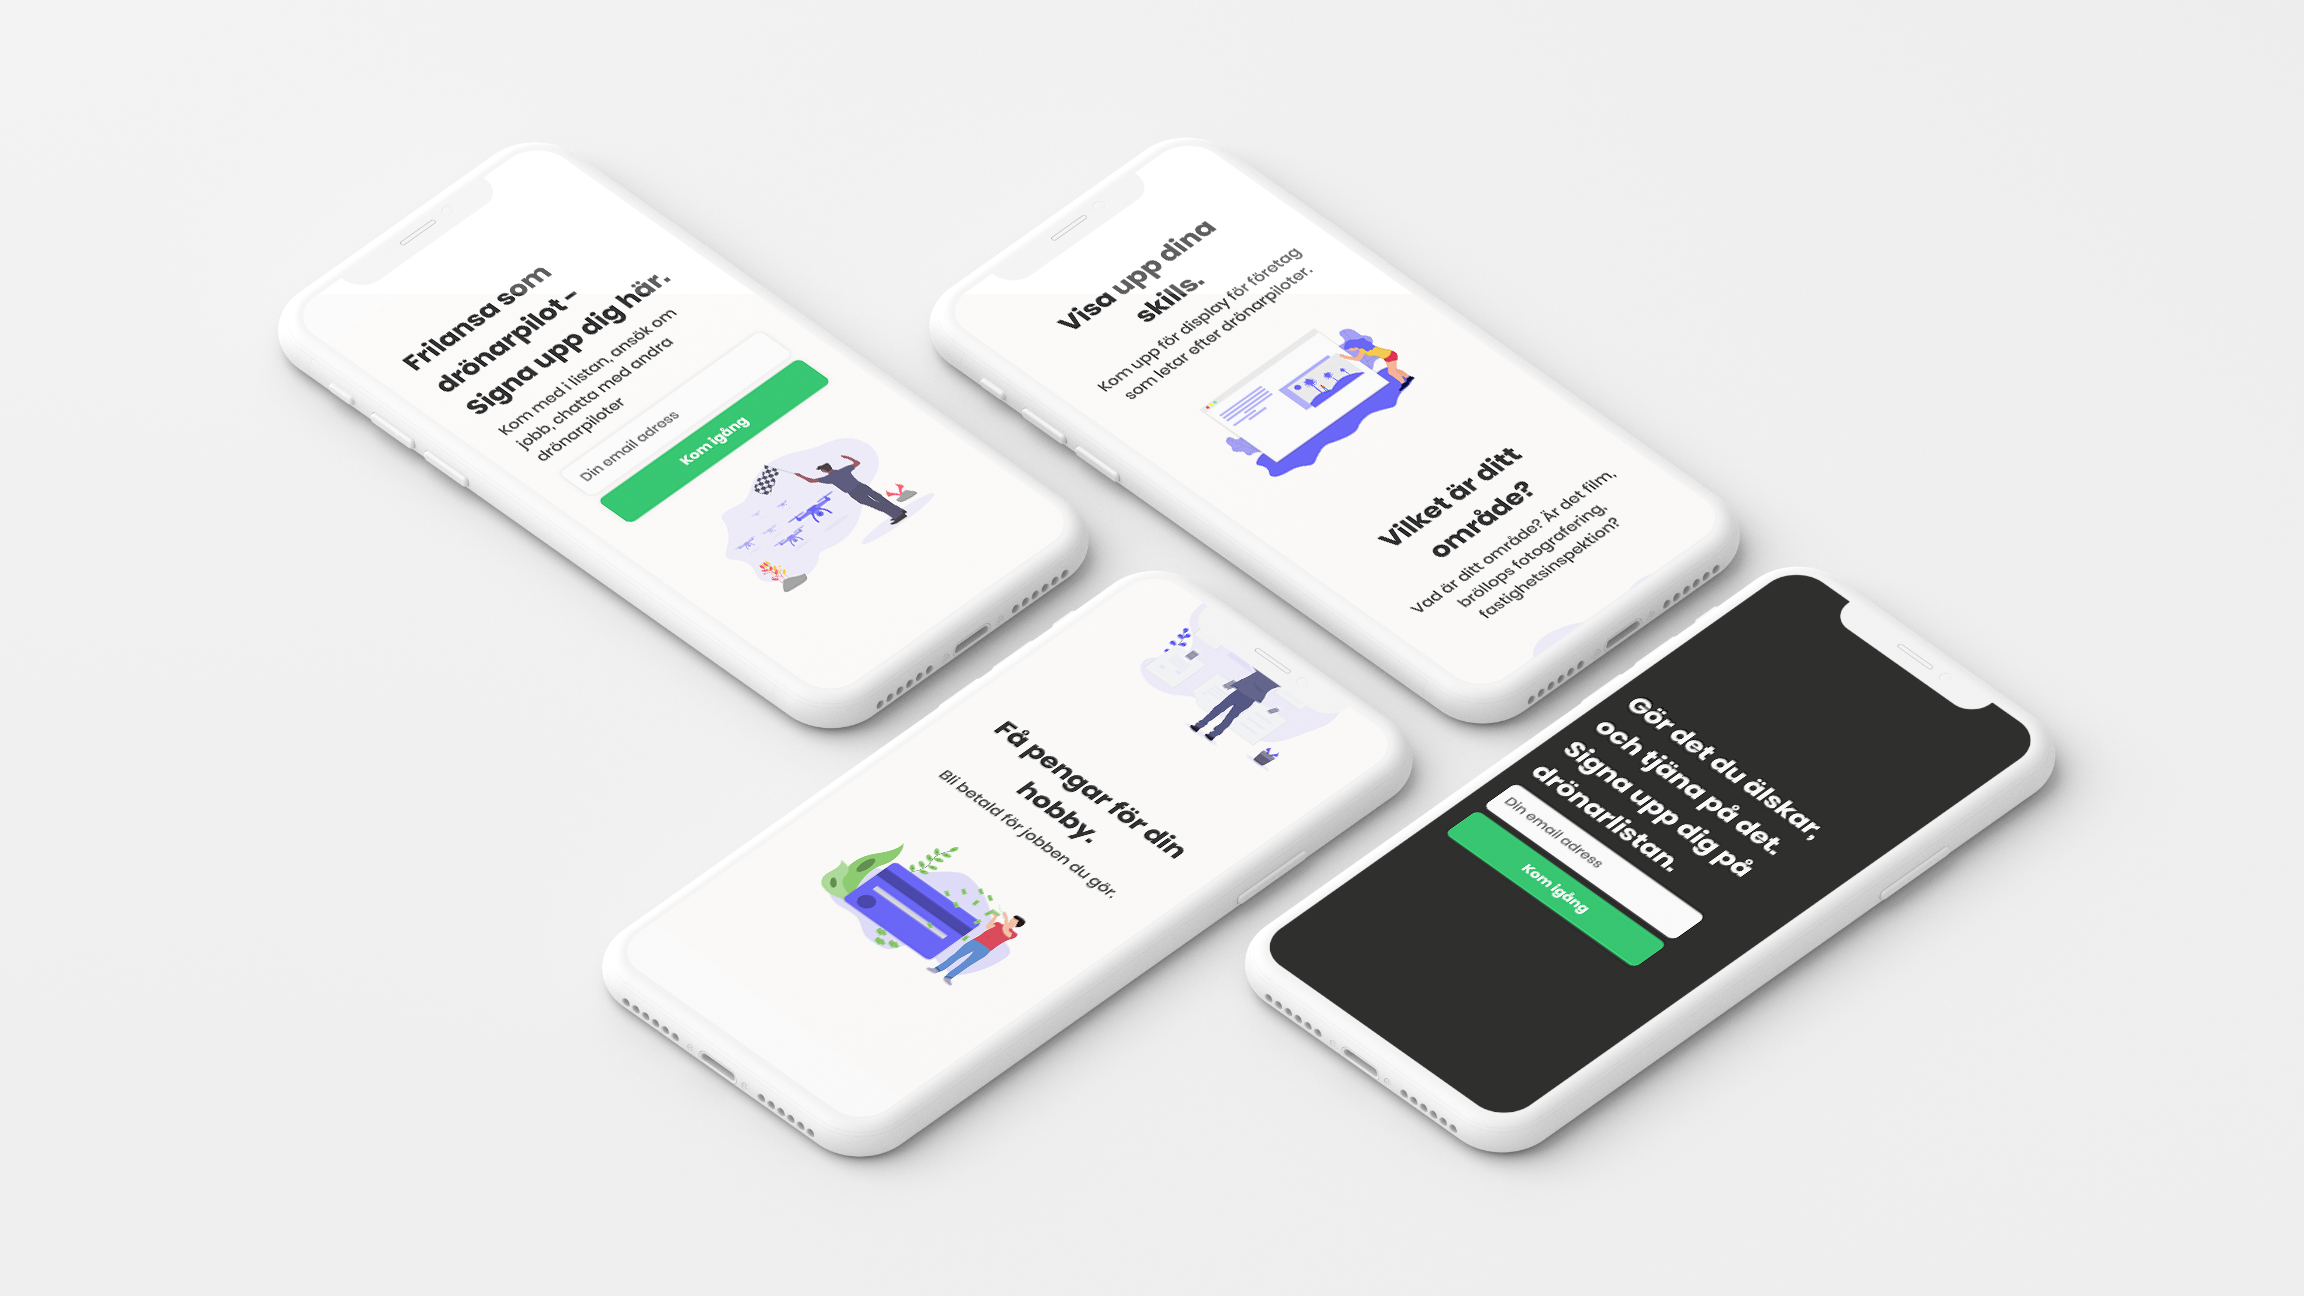 Frilansa som
drönarpilot –
Signa upp dig här.
Kom med i listan, ansök om
jobb, chatta med andra
drönarpiloter
Din email adress
Kom igång
Visa upp dina
skills.
Kom upp för display för företag
som letar efter drönarpiloter.
Vilket är ditt
område?
Vad är ditt område? Är det film,
bröllops fotografering,
fastighetsinspektion?
Få pengar för din
hobby.
Bli betald för jobben du gör.
Gör det du älskar,
och tjäna på det.
Signa upp dig på
drönarlistan.
Din email adress
Kom igång